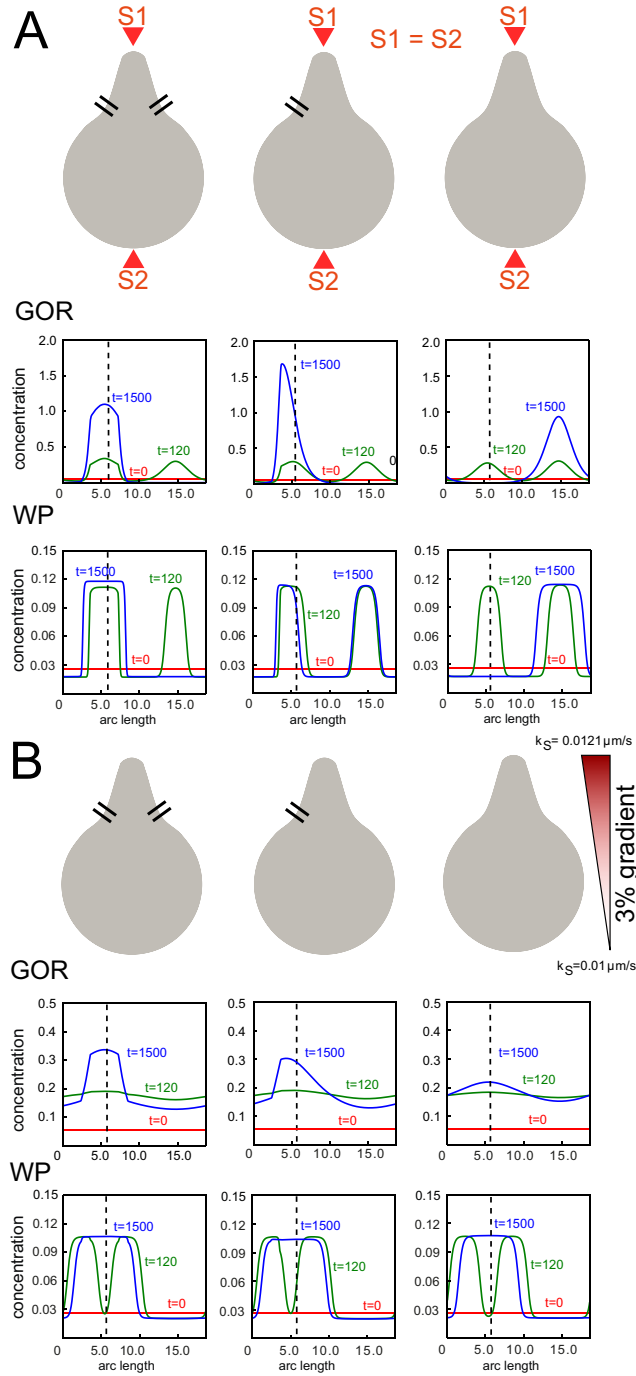 A
S1 S1 S1 = S2 S1
S2 S2 S2
GOR
concentration
2.0 2.0 2.0
1.5 1.5 1.5
1.0 1.0 1.0
0.5 0.5 0.5
t=1500 t=120 t=0
t=1500 t=120 t=0 0
t=1500 t=120 t=0
0 5.0 10.0 15.0 0 5.0 10.0 15.0 0 5.0 10.0 15.0
WP
concentration
0.15 0.15 0.15
0.12 0.12 0.12
0.09 0.09 0.09
0.06 0.06 0.06
0.03 0.03 0.03
t=1500 t=120 t=0
t=1500 t=120 t=0
t=120 t=1500 t=0
0 5.0 10.0 15.0 0 5.0 10.0 15.0 0 5.0 10.0 15.0
arc length arc length arc length
B
kS= 0.0121µm/s
3% gradient
kS=0.01µm/s
GOR
concentration
0.5 0.5 0.5
0.4 0.4 0.4
0.3 0.3 0.3
0.2 0.2 0.2
0.1 0.1 0.1
t=1500 t=120 t=0
t=1500 t=120 t=0
t=1500 t=120 t=0
0 5.0 10.0 15.0 0 5.0 10.0 15.0 0 5.0 10.0 15.0
WP
concentration
0.15 0.15 0.15
0.12 0.12 0.12
0.09 0.09 0.09
0.06 0.06 0.06
0.03 0.03 0.03
t=1500 t=120 t=0
t=1500 t=120 t=0
t=1500 t=120 t=0
0 5.0 10.0 15.0 0 5.0 10.0 15.0 0 5.0 10.0 15.0
arc length arc length arc length